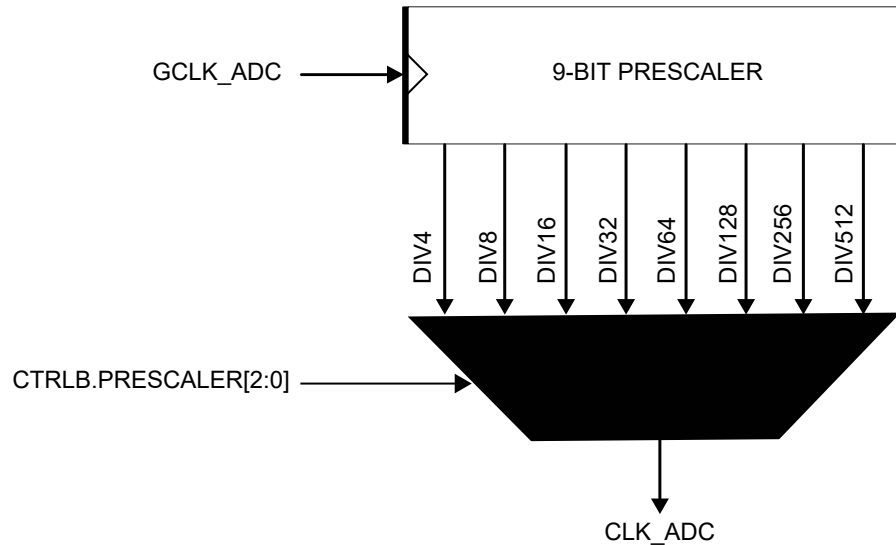 GCLK_ADC
9-BIT PRESCALER
DIV4
DIV8
DIV16
DIV32
DIV64
DIV128
DIV256
DIV512
CTRLB.PRESCALER[2:0]
CLK_ADC